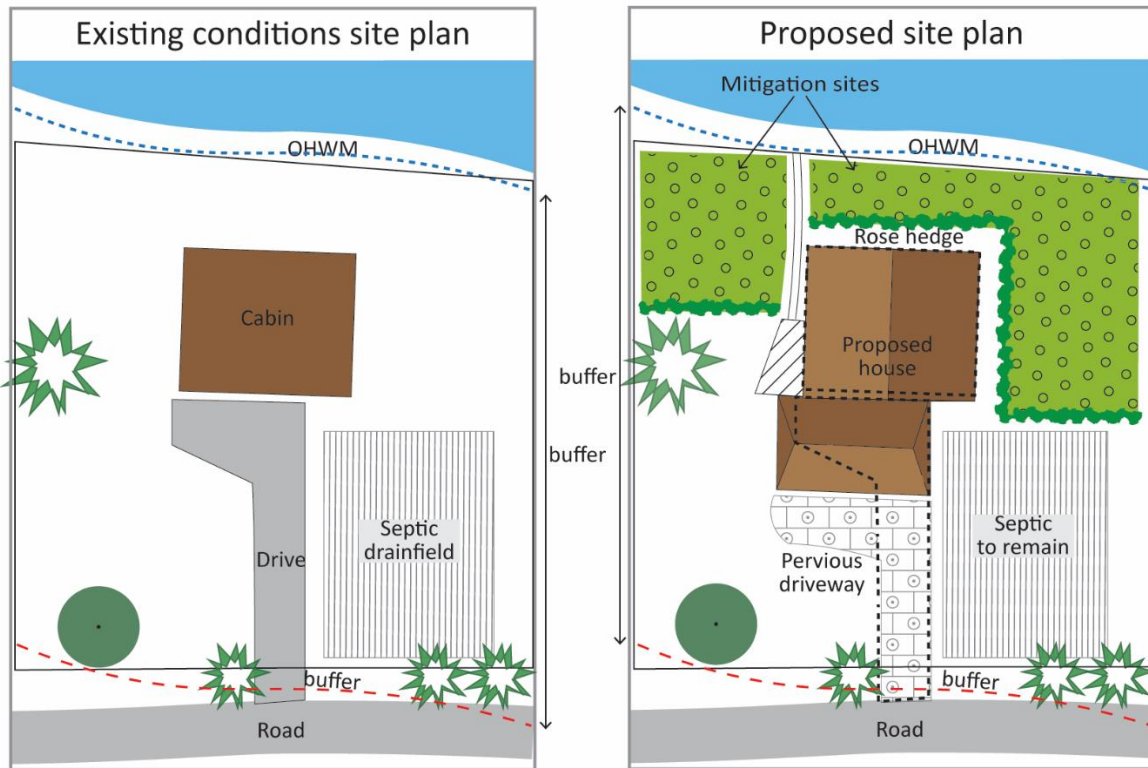 Existing conditions site plan
OHWM
Cabin
Septic
drainfield
Drive
buffer
Road
buffer
buffer
Proposed site plan
Mitigation sites
OHWM
Rose hedge
Proposed
house
Septic
to remain
Pervious
driveway
buffer
Road